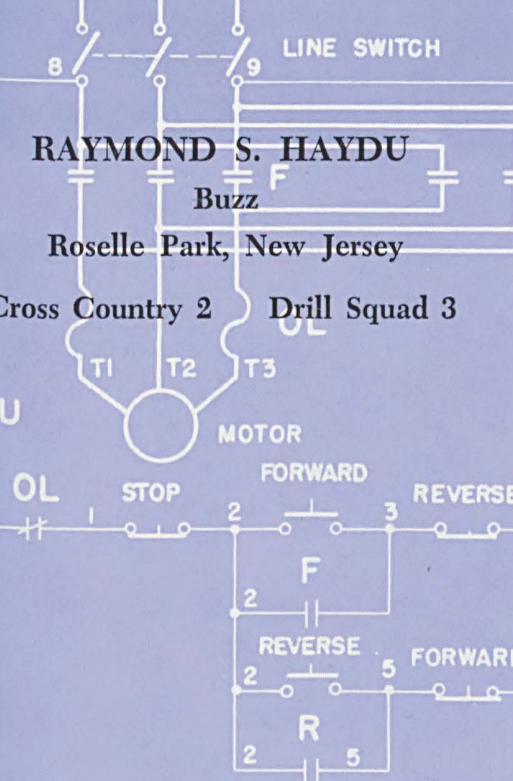 LINE SWITCH
8 9
RAYMOND S. HAYDU
F
Buzz
Roselle Park, New Jersey
Cross Country 2 Drill Squad 3
OL
T1 T2 T3
U
MOTOR
FORWARD
OL STOP REVERSE
1 2 3
F
2
REVERSE FORWARD
2 5
R
2 5